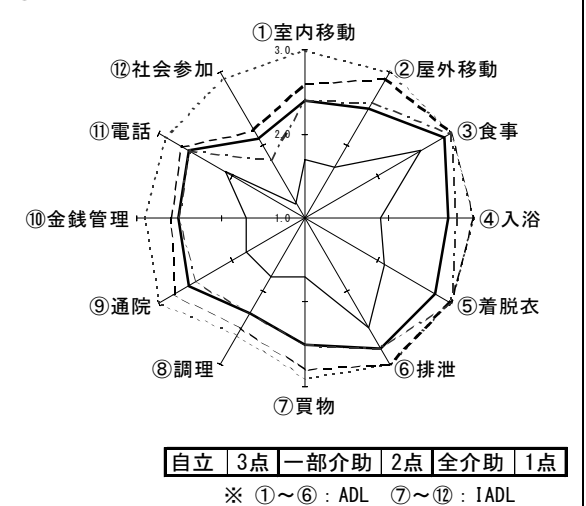 ①室内移動
3.0
⑫社会参加
②屋外移動
⑪電話
2.0
③食事
⑩金銭管理
1.0
④入浴
⑨通院
⑤着脱衣
⑧調理
⑥排泄
⑦買物
自立 3点 一部介助 2点 全介助 1点
※ ①～⑥：ADL ⑦～⑫：IADL